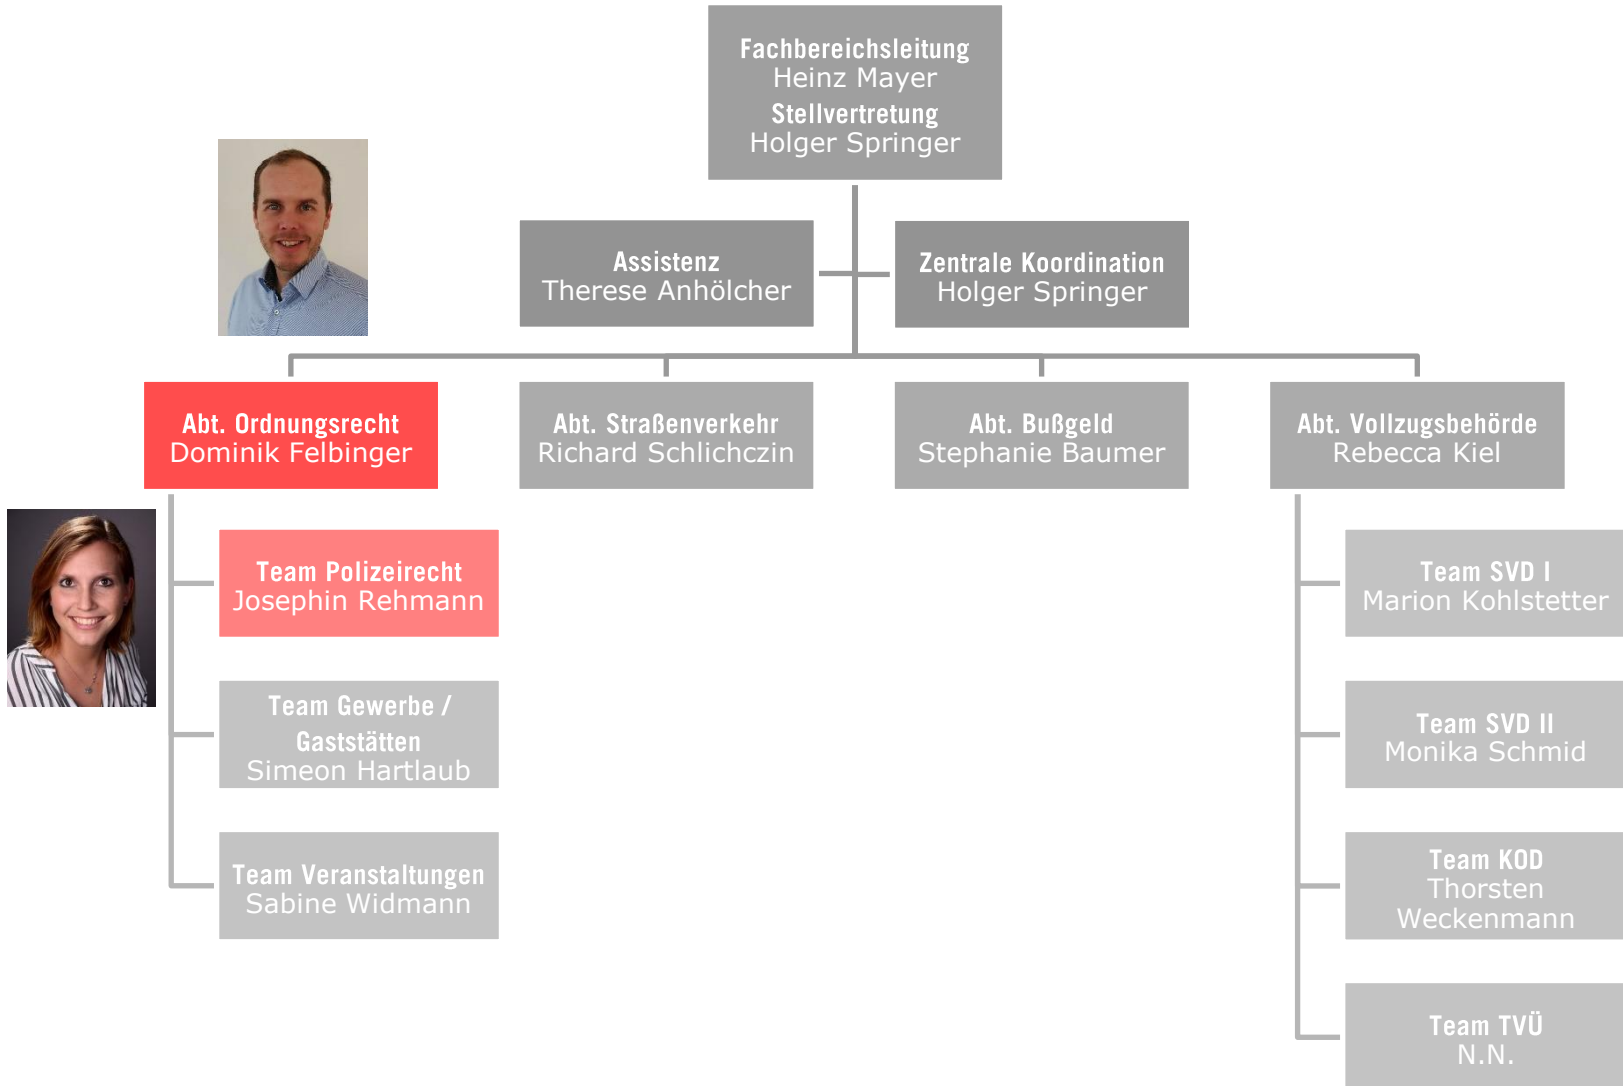 Fachbereichsleitung
Heinz Mayer
Stellvertretung
Holger Springer
Assistenz
Therese Anhölcher
Zentrale Koordination
Holger Springer
Abt. Ordnungsrecht
Dominik Felbinger
Abt. Straßenverkehr
Richard Schlichczin
Abt. Bußgeld
Stephanie Baumer
Abt. Vollzugsbehörde
Rebecca Kiel
Team Polizeirecht
Josephin Rehmann
Team Gewerbe /
Gaststätten
Simeon Hartlaub
Team Veranstaltungen
Sabine Widmann
Team SVD I
Marion Kohlstetter
Team SVD II
Monika Schmid
Team KOD
Thorsten
Weckenmann
Team TVÜ
N.N.